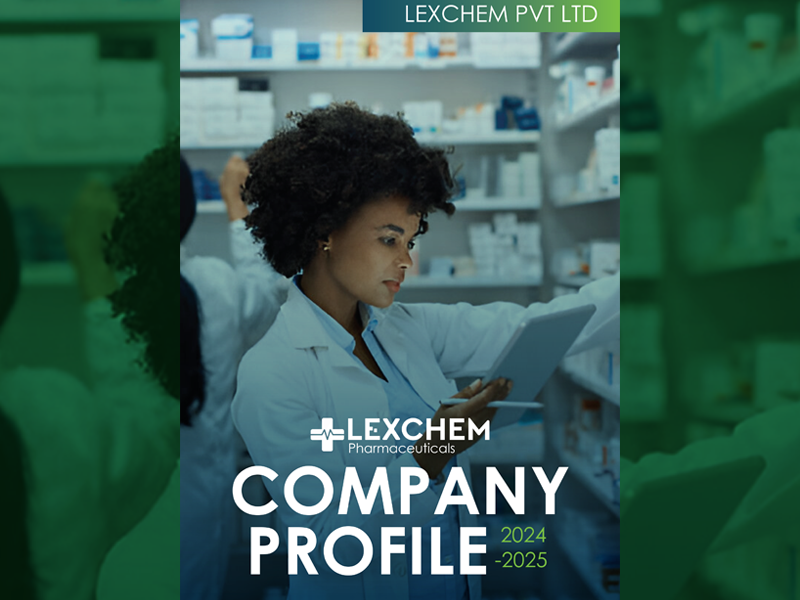 LEXCHEM PVT LTD
LEXCHEM
Pharmaceuticals
COMPANY
PROFILE
2024
-2025